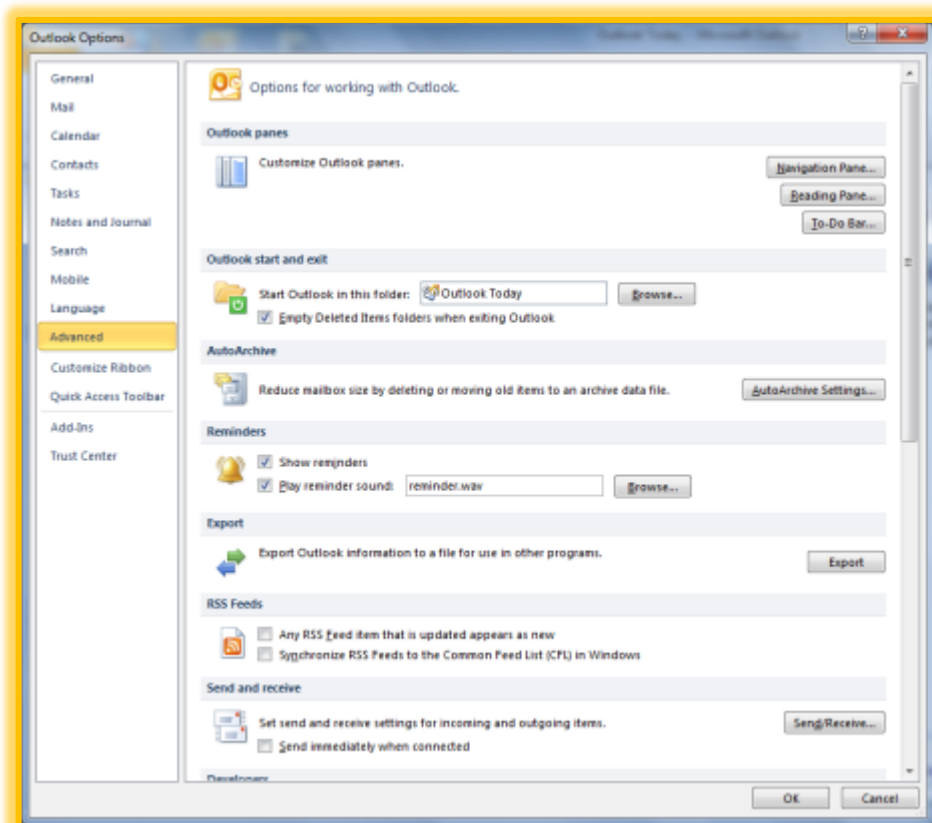 Outlook Options
General
Mail
Calendar
Contacts
Tasks
Notes and Journal
Search
Mobile
Language
Advanced
Customize Ribbon
Quick Access Toolbar
Add-Ins
Trust Center
Options for working with Outlook.
Outlook panes
Customize Outlook panes.
Navigation Pane...
Reading Pane...
To-Do Bar...
Outlook start and exit
Start Outlook in this folder: Outlook Today Browse...
Empty Deleted Items folders when exiting Outlook
AutoArchive
Reduce mailbox size by deleting or moving old items to an archive data file. AutoArchive Settings...
Reminders
Show reminders
Play reminder sound: reminder.wav Browse...
Export
Export Outlook information to a file for use in other programs. Export
RSS Feeds
Any RSS Feed item that is updated appears as new
Synchronize RSS Feeds to the Common Feed List (CFL) in Windows
Send and receive
Set send and receive settings for incoming and outgoing items. Send/Receive...
Send immediately when connected
Developers
OK Cancel